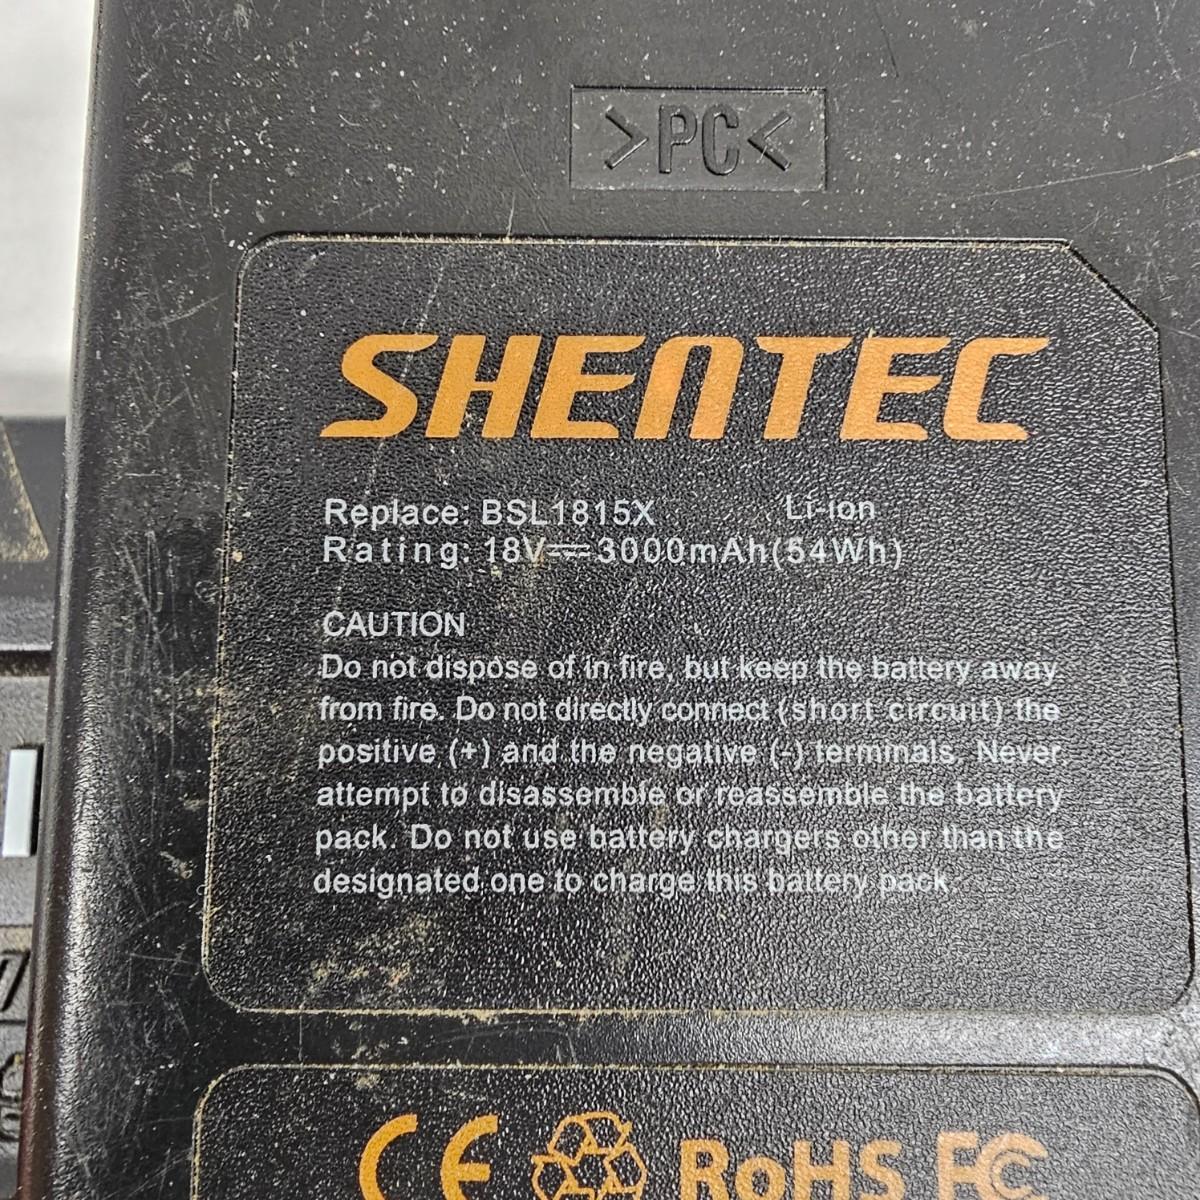 >PC<
SHENTEC
Replace: BSL1815X Li-ion
Rating: 18V⎓3000mAh(54Wh)
CAUTION
Do not dispose of in fire, but keep the battery away
from fire. Do not directly connect (short circuit) the
positive (+) and the negative (-) terminals. Never
attempt to disassemble or reassemble the battery
pack. Do not use battery chargers other than the
designated one to charge this battery pack.
CE RoHS FC